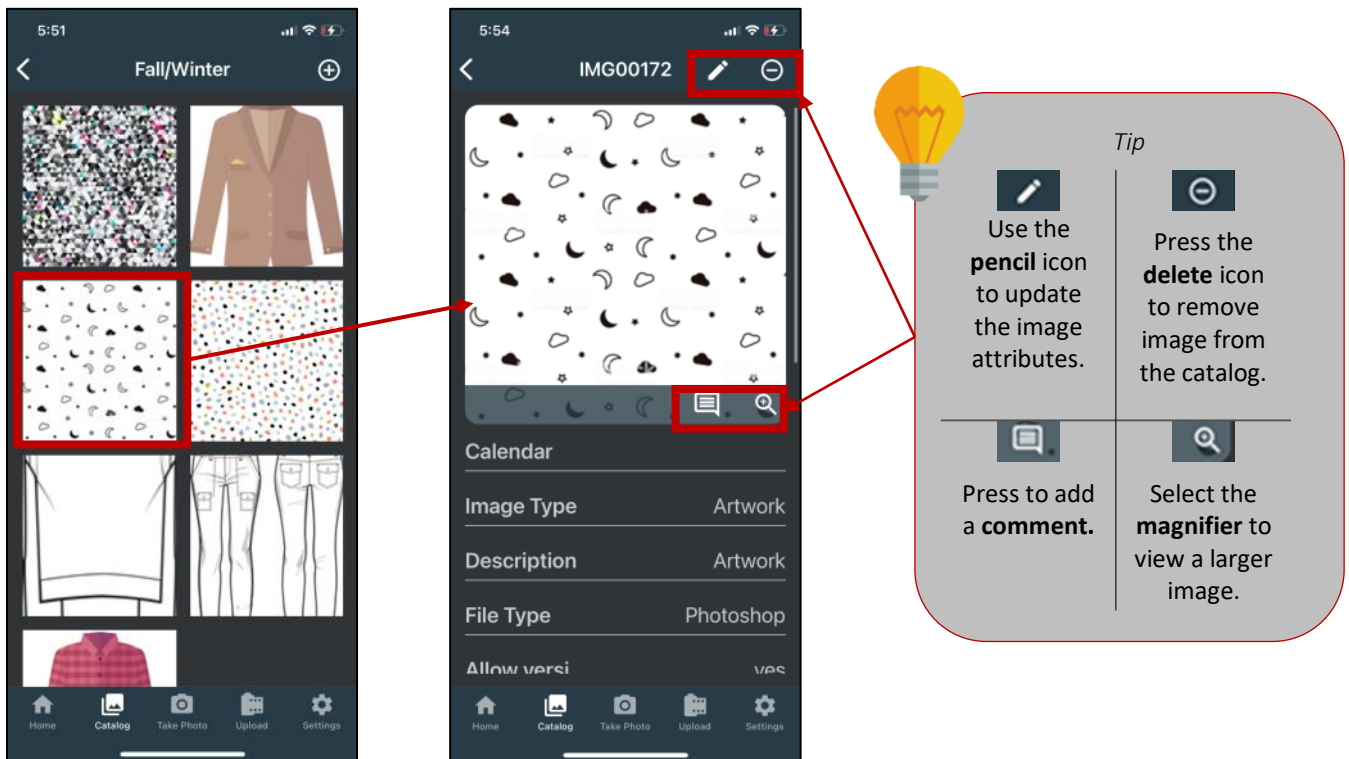 5:51
Fall/Winter
Home
Catalog
Take Photo
Upload
Settings
5:54
IMG00172
Calendar
Image Type Artwork
Description Artwork
File Type Photoshop
Allow versi yes
Home
Catalog
Take Photo
Upload
Settings
Tip
Use the
pencil icon
to update
the image
attributes.
Press the
delete icon
to remove
image from
the catalog.
Press to add
a comment.
Select the
magnifier to
view a larger
image.